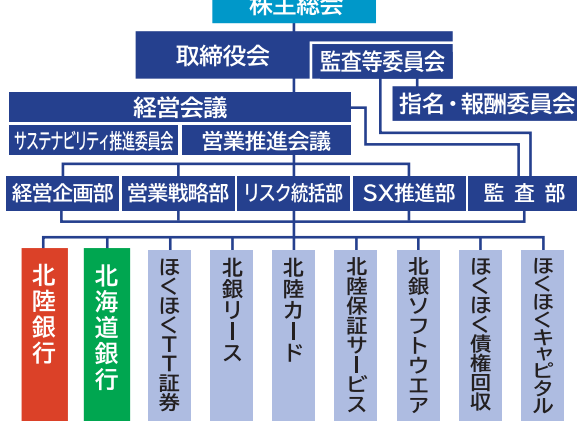 株主総会
取締役会
監査等委員会
指名・報酬委員会
経営会議
サステナビリティ推進委員会
営業推進会議
経営企画部
営業戦略部
リスク統括部
SX推進部
監査部
北陸銀行
北海道銀行
ほくほくTT証券
北銀リース
北陸カード
北陸保証サービス
北銀ソフトウエア
ほくほく債権回収
ほくほくキャピタル